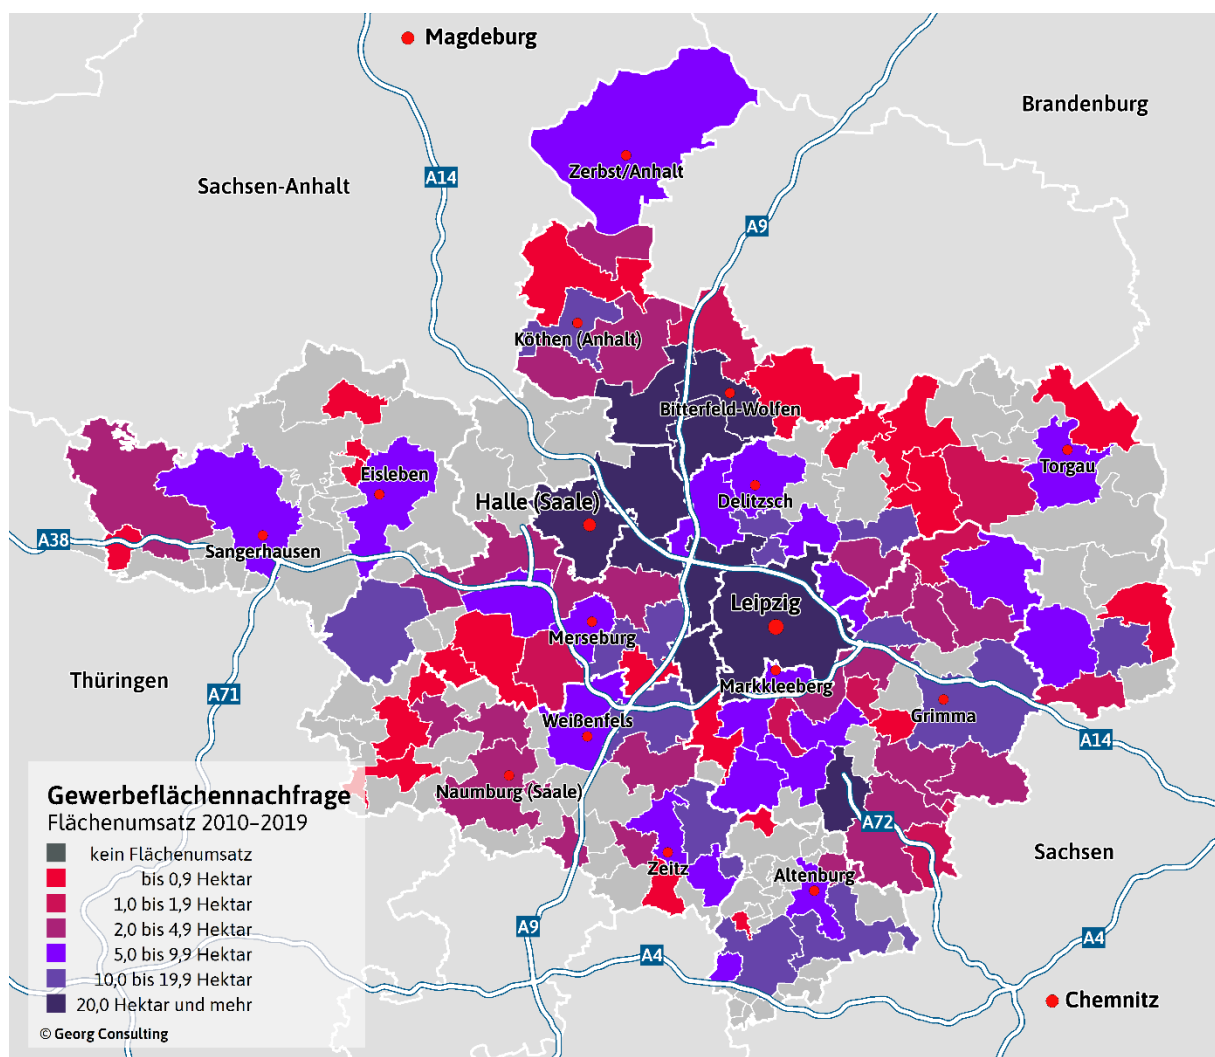 Magdeburg
Brandenburg
Sachsen-Anhalt
A14
Zerbst/Anhalt
A9
Köthen (Anhalt)
Bitterfeld-Wolfen
Eisleben
Torgau
Delitzsch
Halle (Saale)
A38
Sangerhausen
Leipzig
Merseburg
Thüringen
A71
Markkleeberg
Weißenfels
Grimma
A14
Naumburg (Saale)
A72
Sachsen
Zeitz
Altenburg
A9
A4
A4
Chemnitz
Gewerbeflächennachfrage
Flächenumsatz 2010–2019
kein Flächenumsatz
bis 0,9 Hektar
1,0 bis 1,9 Hektar
2,0 bis 4,9 Hektar
5,0 bis 9,9 Hektar
10,0 bis 19,9 Hektar
20,0 Hektar und mehr
© Georg Consulting